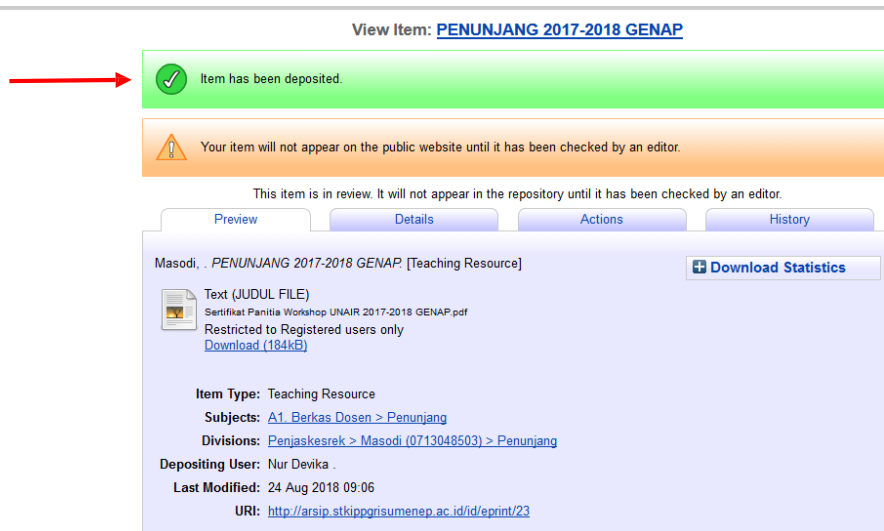 View Item: PENUNJANG 2017-2018 GENAP
Item has been deposited.
Your item will not appear on the public website until it has been checked by an editor.
This item is in review. It will not appear in the repository until it has been checked by an editor.
Preview Details Actions History
Masodi, . PENUNJANG 2017-2018 GENAP. [Teaching Resource]
Download Statistics
Text (JUDUL FILE)
Sertifikat Panitia Workshop UNAIR 2017-2018 GENAP.pdf
Restricted to Registered users only
Download (184kB)
Item Type: Teaching Resource
Subjects: A1. Berkas Dosen > Penunjang
Divisions: Penjaskesrek > Masodi (0713048503) > Penunjang
Depositing User: Nur Devika .
Last Modified: 24 Aug 2018 09:06
URI: http://arsip.stkippgrisumenep.ac.id/id/eprint/23